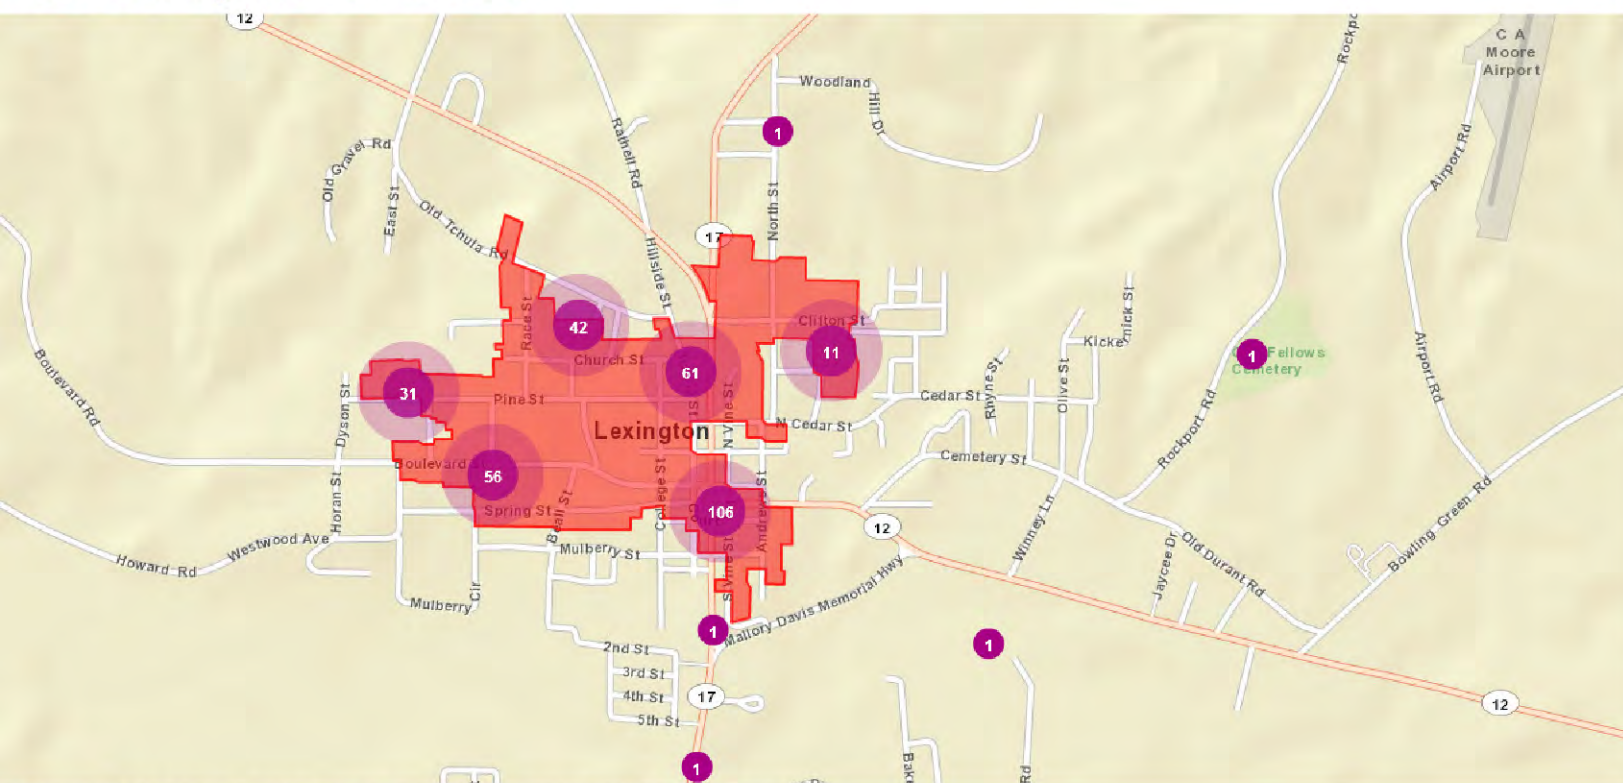 12
C A
Moore
Airport
Woodland
Hill Dr
1
Rathell Rd
Old Gravel Rd
East St
Old Tchula Rd
North St
Airport Rd
17
Hillside St
Race St
42
Clifton St
11
Church St
61
31
Pine St
Dyson St
Boulevard Rd
Lexington
N Vine St
N Cedar St
Cedar St
Rhyne St
Olive St
1
Fellows
Cemetery
Airport Rd
Rockport Rd
Cemetery St
56
Spring St
Horan St
Beall St
College St
106
Andrews St
12
Winney Ln
Westwood Ave
Howard Rd
Mulberry St
Mulberry
Cir
S Vine St
Mallory Davis Memorial Hwy
Jaycee Dr
Old Durant Rd
Bowling Green Rd
1
1
2nd St
3rd St
4th St
5th St
17
12
1
Rd